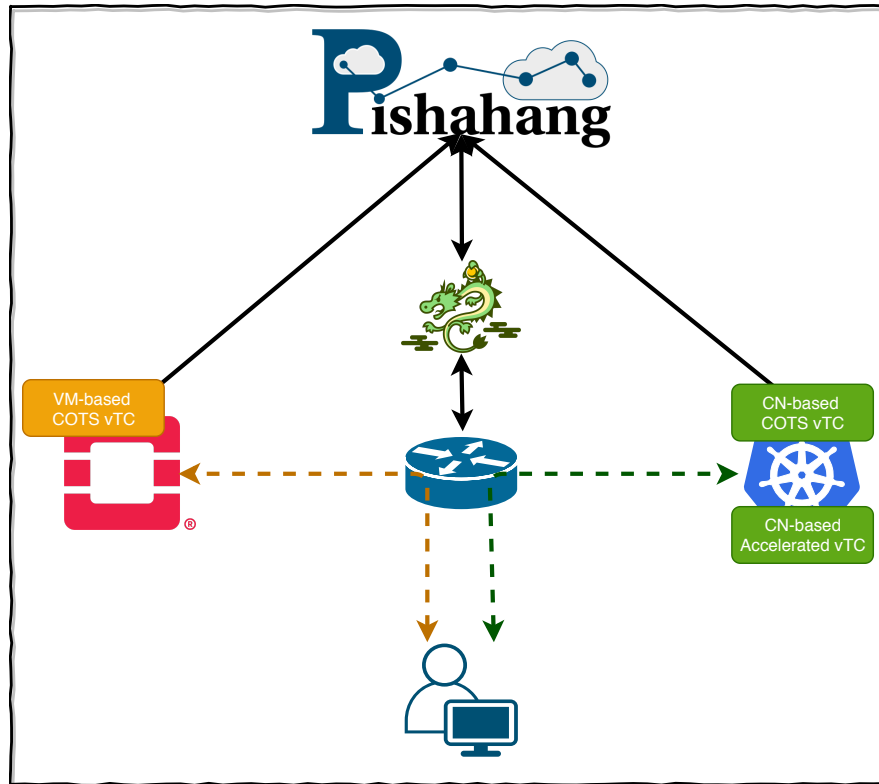 Pishahang
VM-based
COTS vTC
CN-based
COTS vTC
®
CN-based
Accelerated vTC